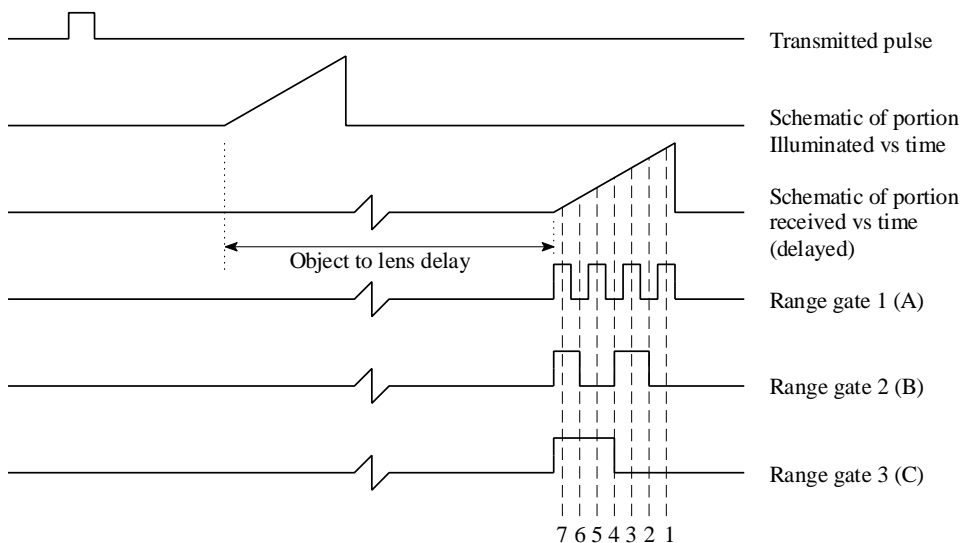 Transmitted pulse
Schematic of portion
Illuminated vs time
Schematic of portion
received vs time
(delayed)
Object to lens delay
Range gate 1 (A)
Range gate 2 (B)
Range gate 3 (C)
7 6 5 4 3 2 1